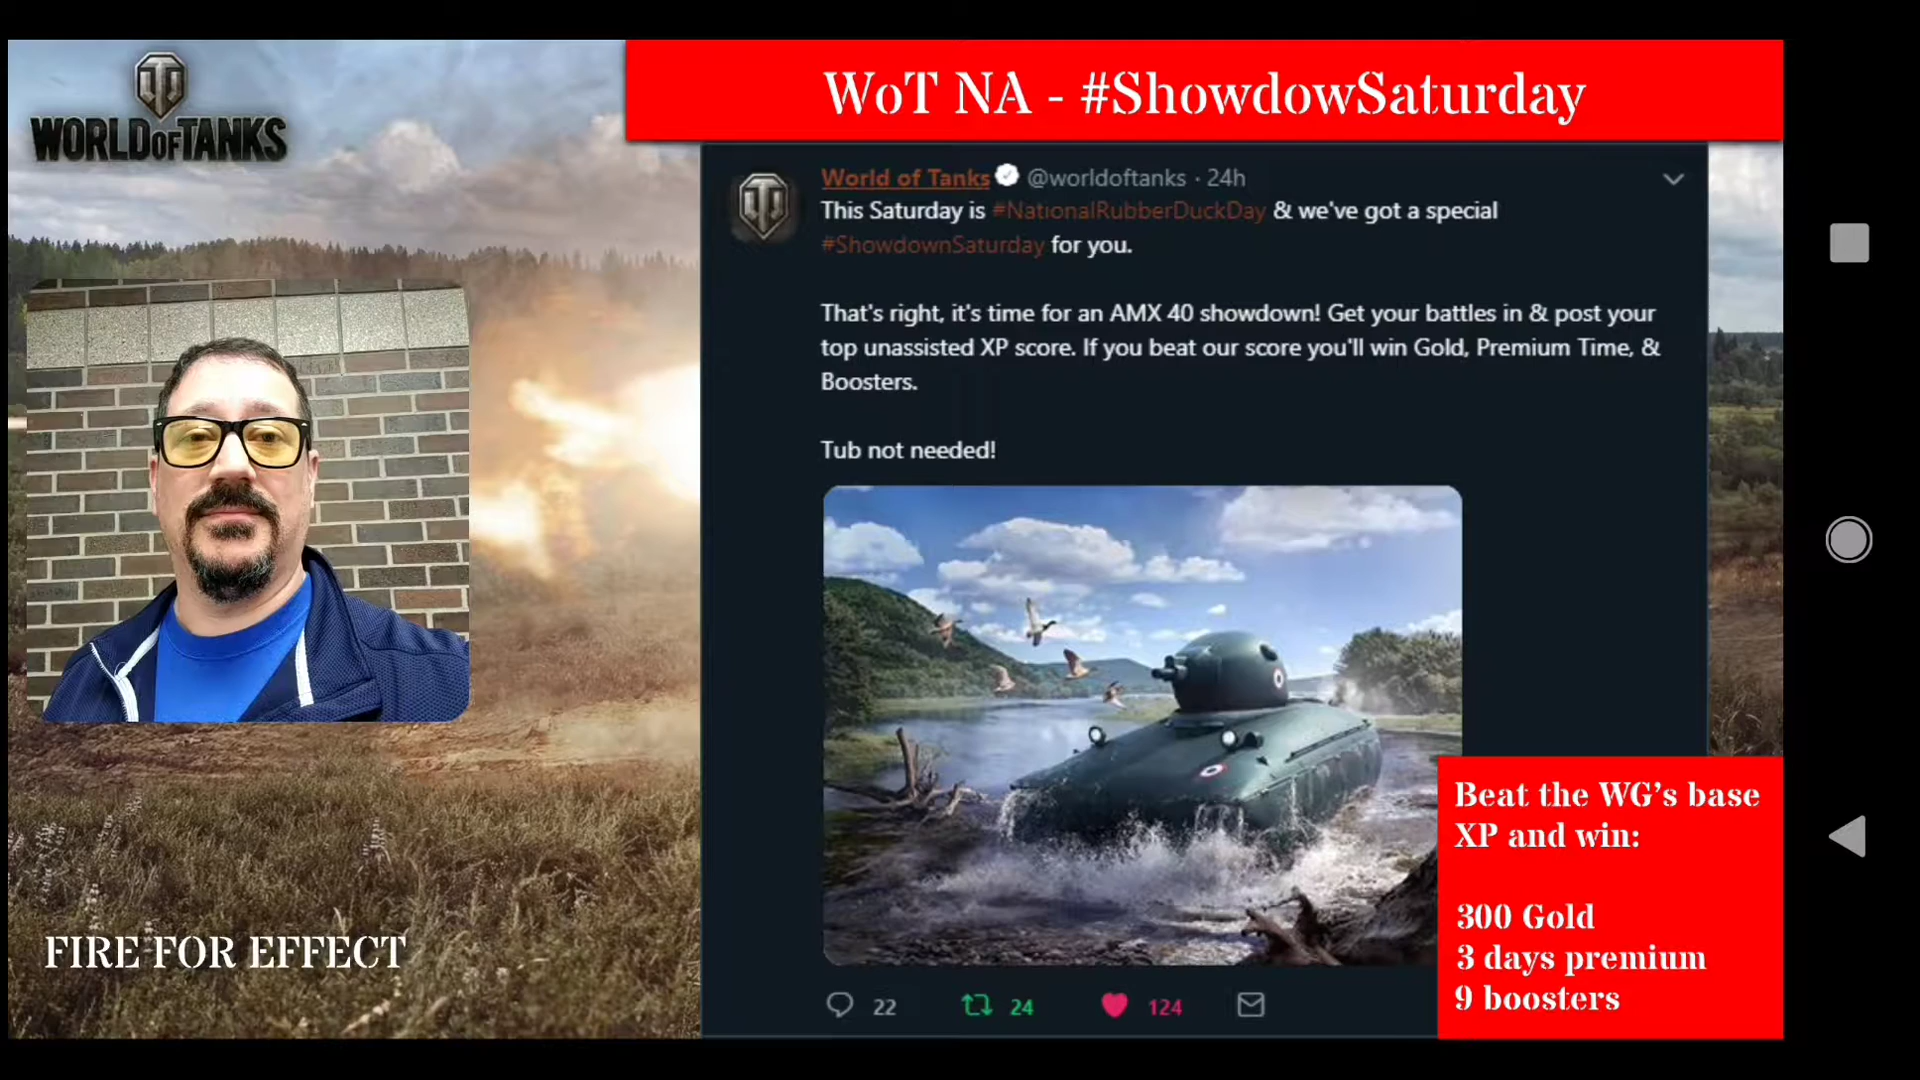 WORLD OF TANKS
WoT NA - #ShowdowSaturday
World of Tanks @worldoftanks · 24h
This Saturday is #NationalRubberDuckDay & we've got a special
#ShowdownSaturday for you.
That's right, it's time for an AMX 40 showdown! Get your battles in & post your
top unassisted XP score. If you beat our score you'll win Gold, Premium Time, &
Boosters.
Tub not needed!
22 24 124
Beat the WG's base
XP and win:
300 Gold
3 days premium
9 boosters
FIRE FOR EFFECT